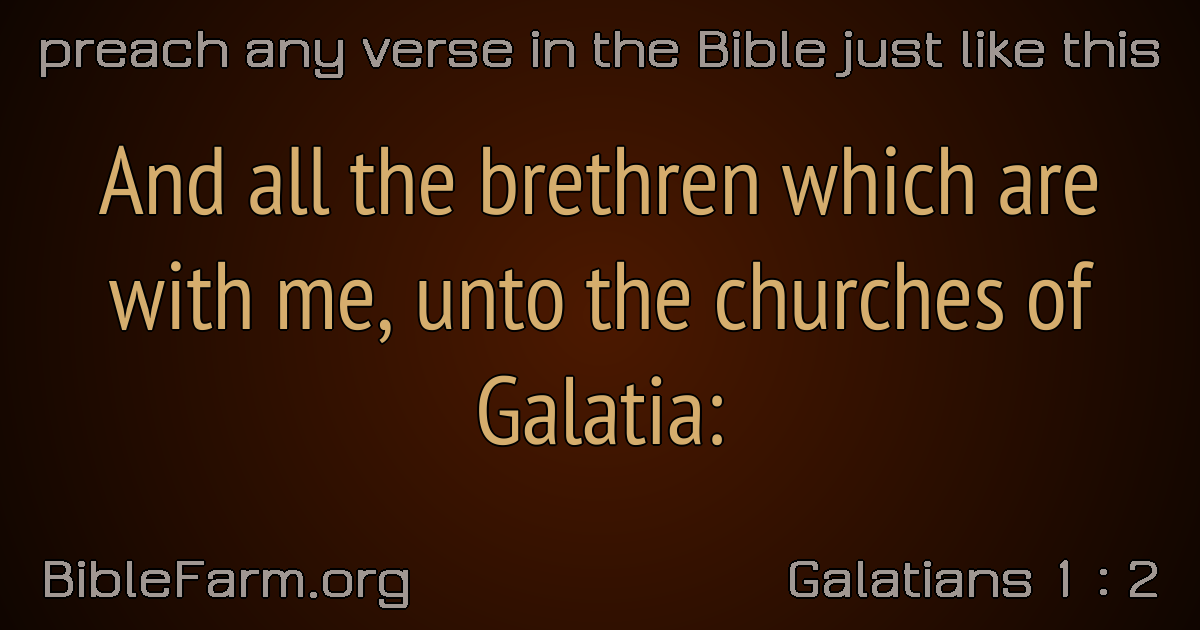 preach any verse in the Bible just like this
And all the brethren which are
with me, unto the churches of
Galatia:
BibleFarm.org
Galatians 1 : 2